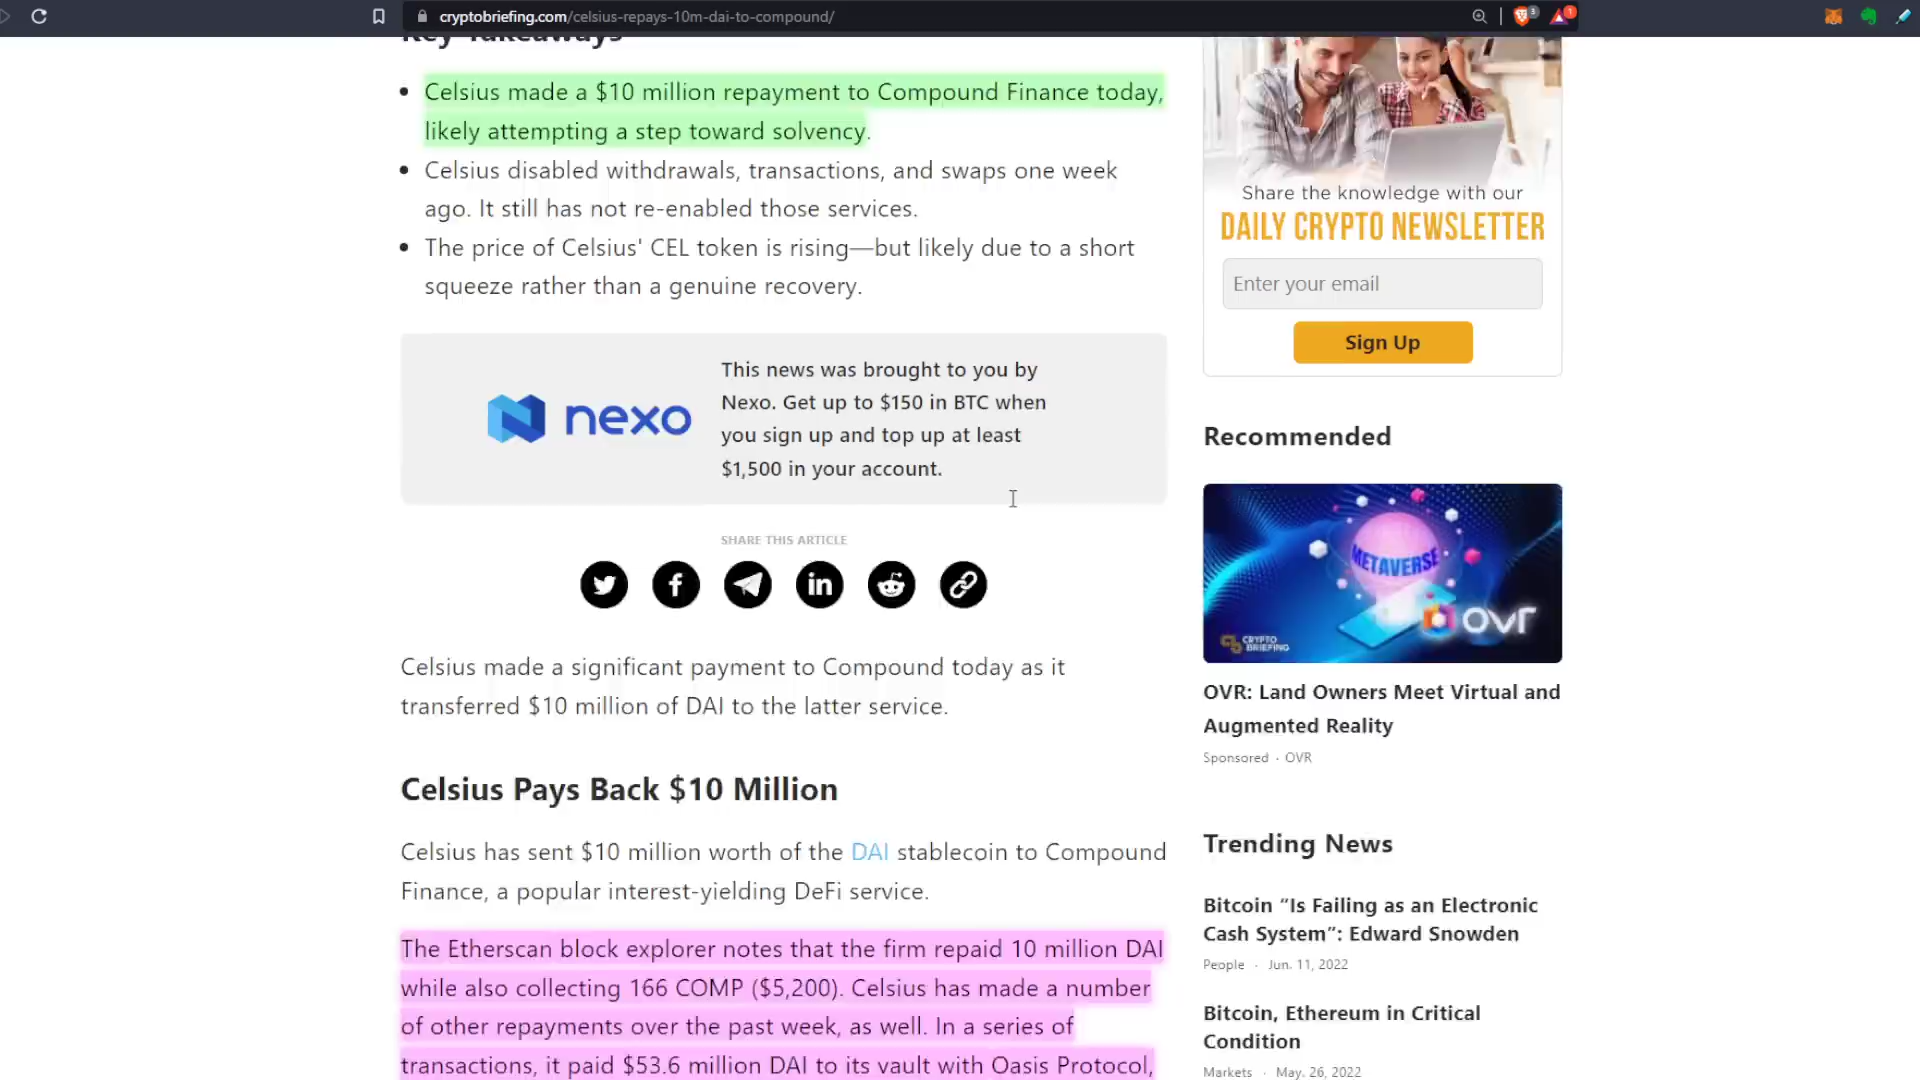 cryptobriefing.com/celsius-repays-10m-dai-to-compound/
3
1
Key Takeaways
Celsius made a $10 million repayment to Compound Finance today,
likely attempting a step toward solvency.
Celsius disabled withdrawals, transactions, and swaps one week
ago. It still has not re-enabled those services.
The price of Celsius' CEL token is rising—but likely due to a short
squeeze rather than a genuine recovery.
nexo
This news was brought to you by
Nexo. Get up to $150 in BTC when
you sign up and top up at least
$1,500 in your account.
SHARE THIS ARTICLE
Celsius made a significant payment to Compound today as it
transferred $10 million of DAI to the latter service.
Celsius Pays Back $10 Million
Celsius has sent $10 million worth of the DAI stablecoin to Compound
Finance, a popular interest-yielding DeFi service.
The Etherscan block explorer notes that the firm repaid 10 million DAI
while also collecting 166 COMP ($5,200). Celsius has made a number
of other repayments over the past week, as well. In a series of
transactions, it paid $53.6 million DAI to its vault with Oasis Protocol,
Share the knowledge with our
DAILY CRYPTO NEWSLETTER
Enter your email
Sign Up
Recommended
METAVERSE
OVR
CRYPTO
BRIEFING
OVR: Land Owners Meet Virtual and
Augmented Reality
Sponsored · OVR
Trending News
Bitcoin “Is Failing as an Electronic
Cash System”: Edward Snowden
People · Jun. 11, 2022
Bitcoin, Ethereum in Critical
Condition
Markets · May. 26, 2022